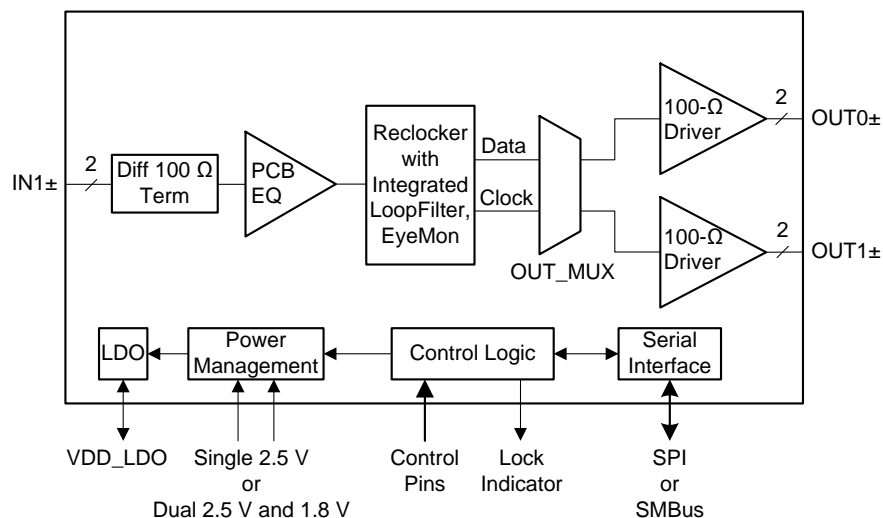 IN1±
2
Diff 100 Ω
Term
PCB
EQ
Reclocker
with
Integrated
LoopFilter,
EyeMon
Data
Clock
OUT_MUX
100-Ω
Driver
2
OUT0±
100-Ω
Driver
2
OUT1±
LDO
Power
Management
Control Logic
Serial
Interface
VDD_LDO
Single 2.5 V
or
Dual 2.5 V and 1.8 V
Control
Pins
Lock
Indicator
SPI
or
SMBus